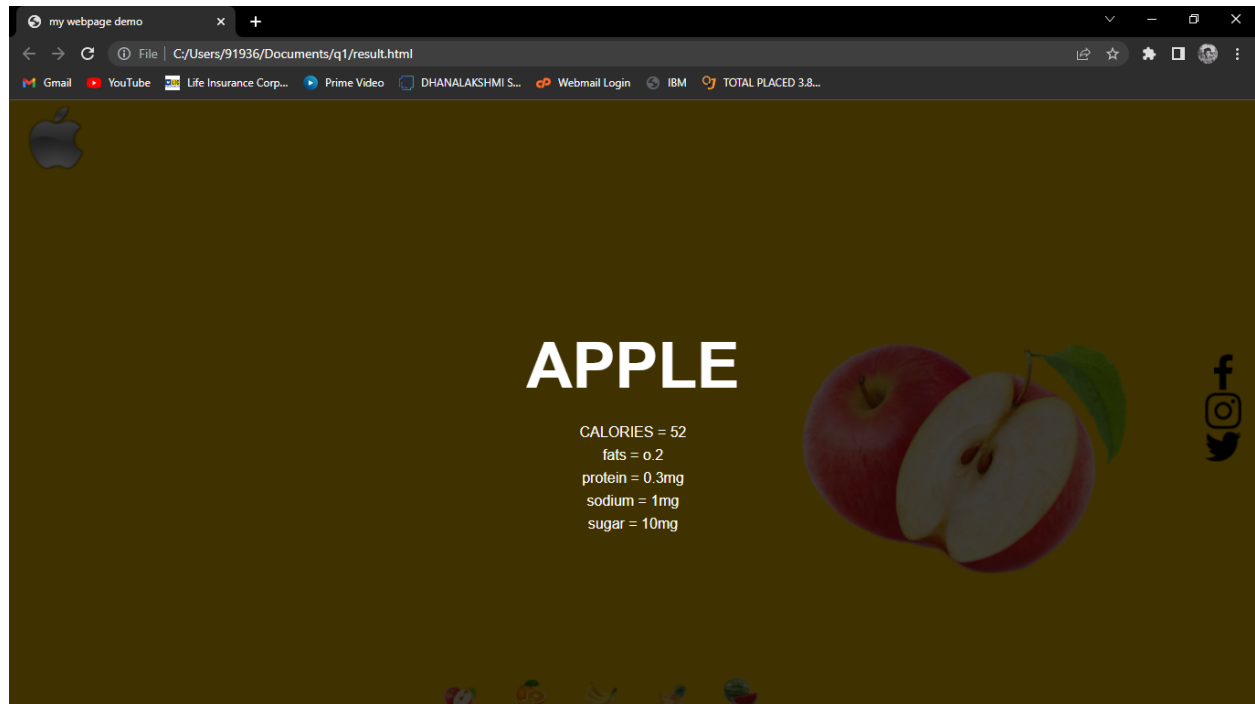 my webpage demo
File | C:/Users/91936/Documents/q1/result.html
Gmail YouTube Life Insurance Corp... Prime Video DHANALAKSHMI S... Webmail Login IBM TOTAL PLACED 3.8...
APPLE
CALORIES = 52
fats = o.2
protein = 0.3mg
sodium = 1mg
sugar = 10mg